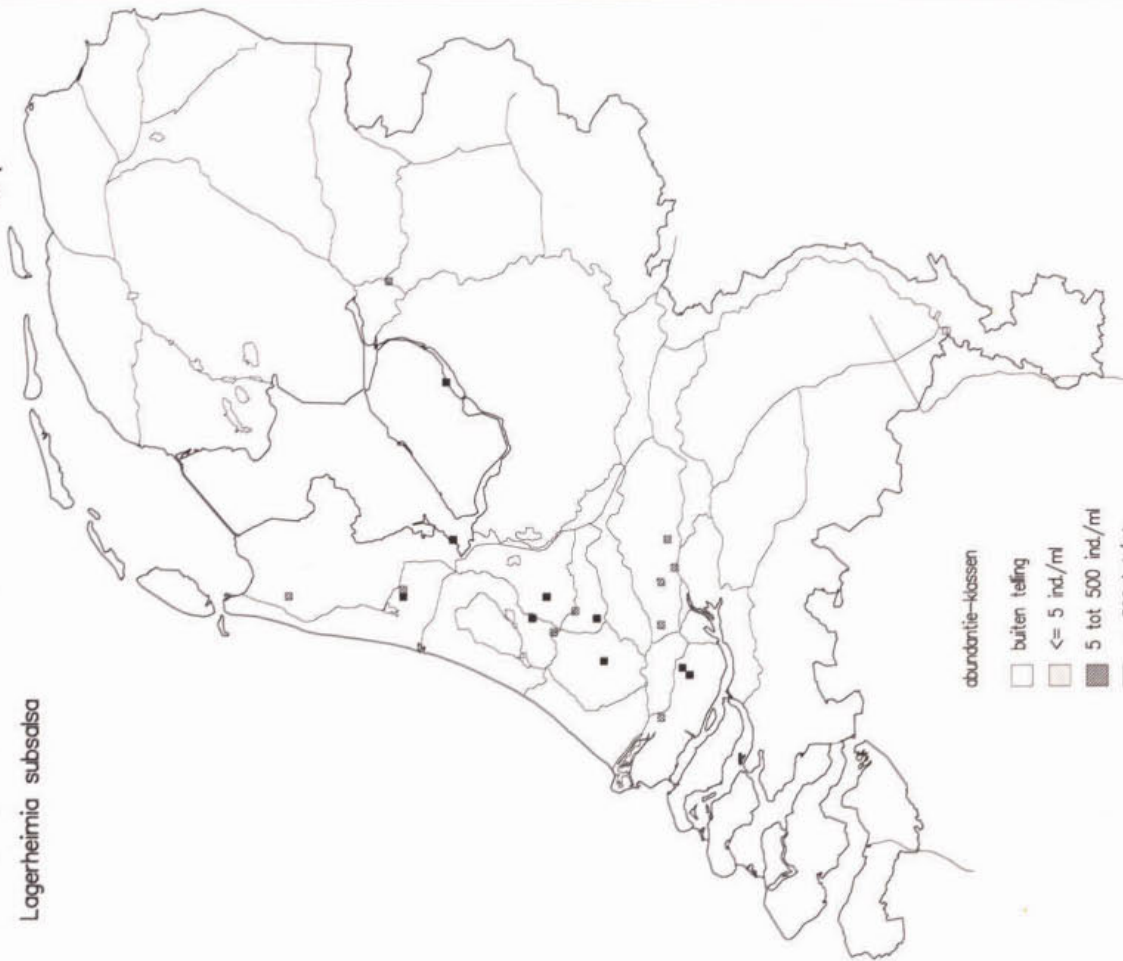 Lagerheimia subsalsa
abundantie-klassen
buiten telling
<= 5 ind./ml
5 tot 500 ind./ml